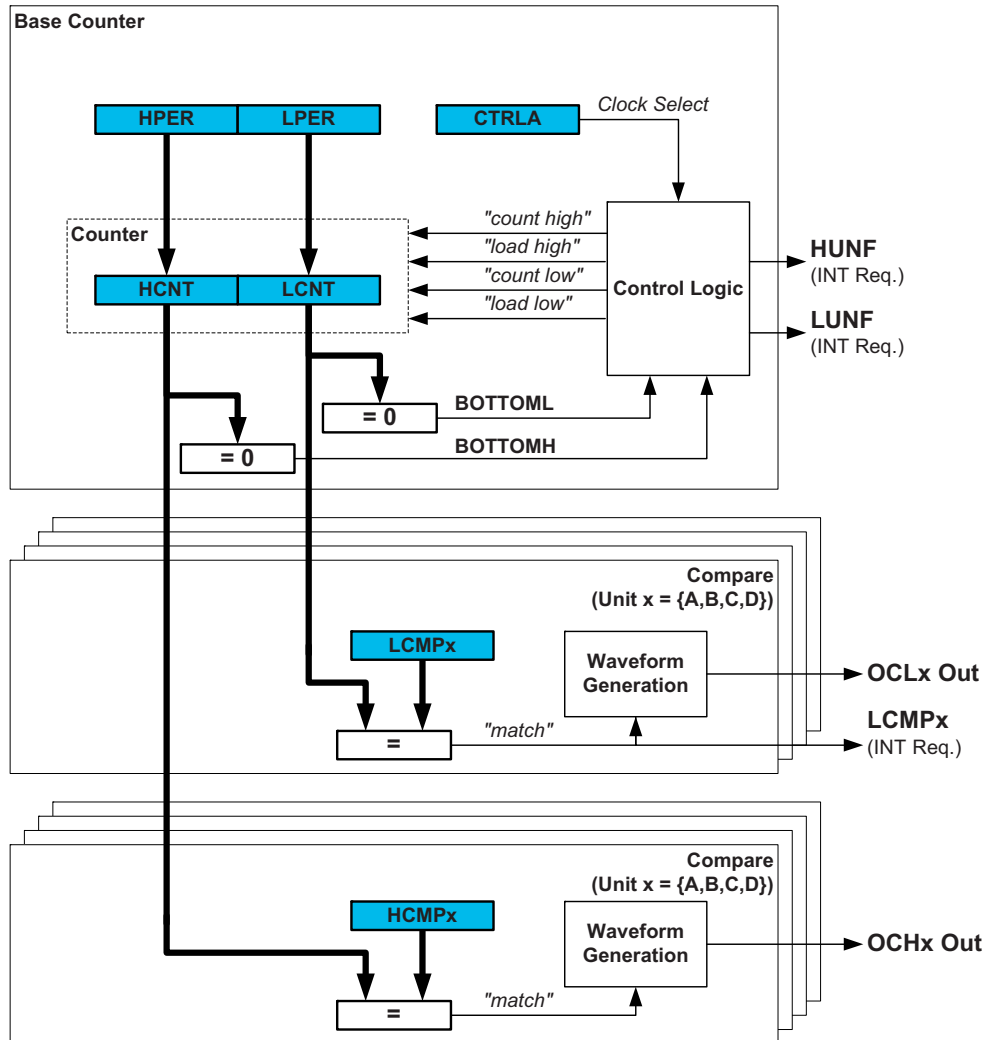 Base Counter
HPER LPER CTRLA
Clock Select
Counter
"count high"
"load high"
"count low"
"load low"
HCNT LCNT
Control Logic
HUNF
(INT Req.)
LUNF
(INT Req.)
= 0
BOTTOML
= 0
BOTTOMH
Compare
(Unit x = {A,B,C,D})
LCMPx
Waveform
Generation
OCLx Out
=
"match"
LCMPx
(INT Req.)
Compare
(Unit x = {A,B,C,D})
HCMPx
Waveform
Generation
OCHx Out
=
"match"